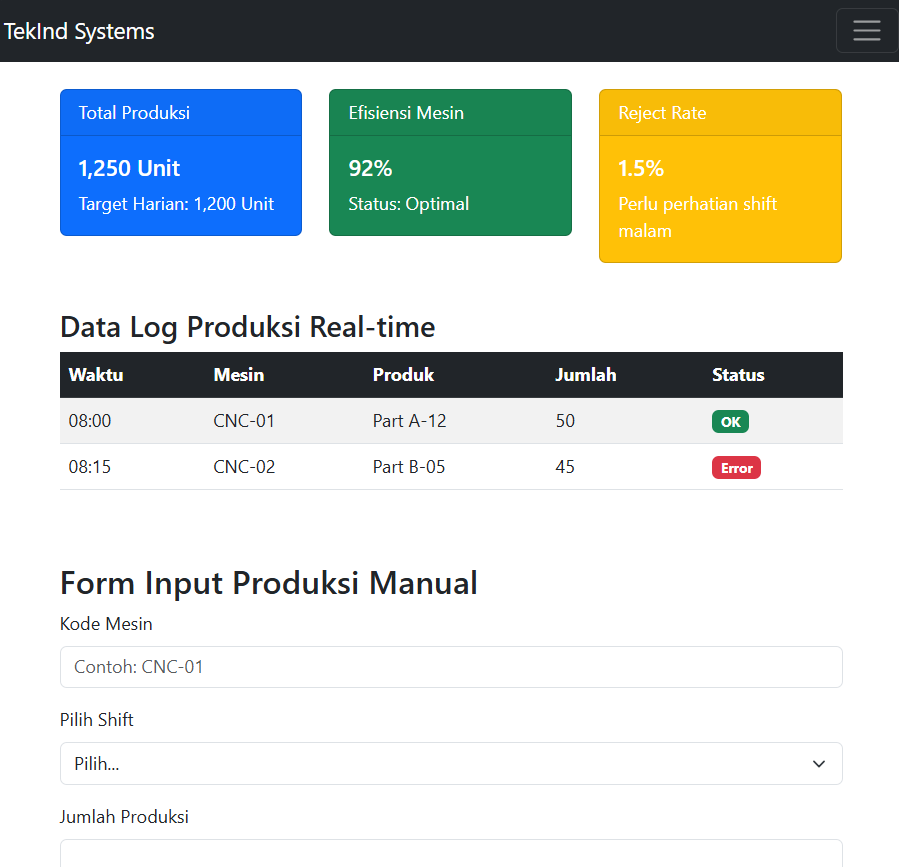 TekInd Systems
Total Produksi
1,250 Unit
Target Harian: 1,200 Unit
Efisiensi Mesin
92%
Status: Optimal
Reject Rate
1.5%
Perlu perhatian shift
malam
Data Log Produksi Real-time
Waktu Mesin Produk Jumlah Status
08:00 CNC-01 Part A-12 50 OK
08:15 CNC-02 Part B-05 45 Error
Form Input Produksi Manual
Kode Mesin
Contoh: CNC-01
Pilih Shift
Pilih...
Jumlah Produksi